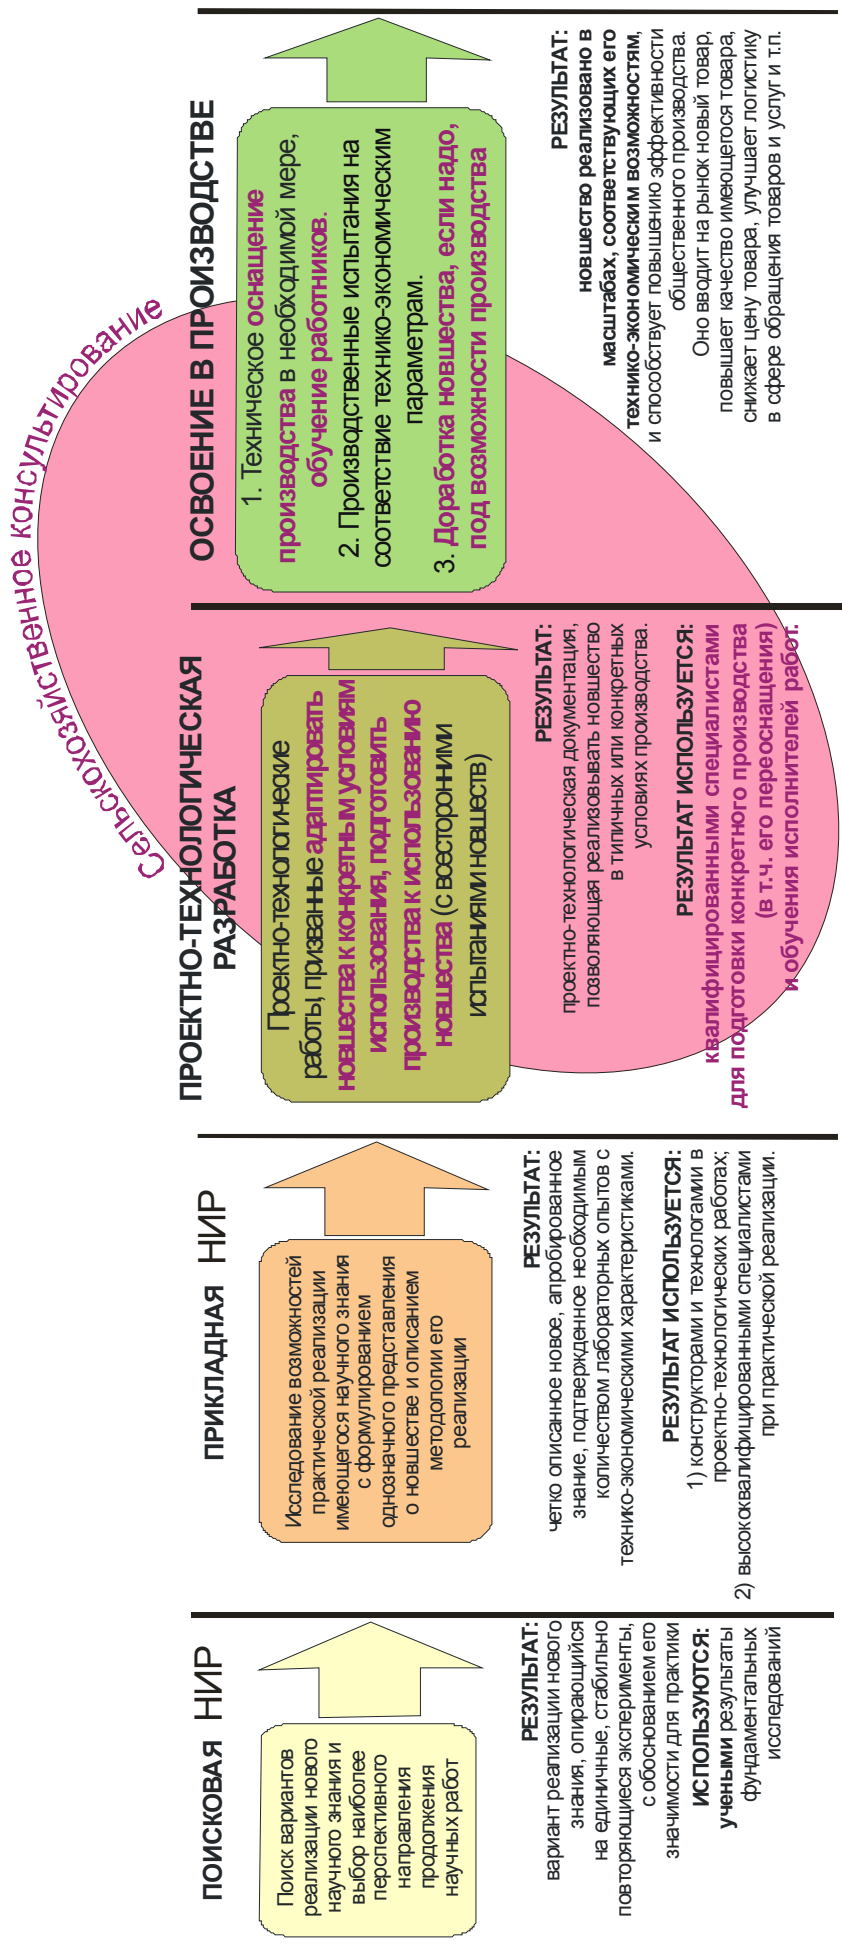 Сельскохозяйственное консультирование
ПОИСКОВАЯ НИР
Поиск вариантов
реализации нового
научного знания и
выбор наиболее
перспективного
направления
продолжения
научных работ
РЕЗУЛЬТАТ:
вариант реализации нового
знания, опирающийся
на единичные, стабильно
повторяющиеся эксперименты,
с обоснованием его
значимости для практики
ИСПОЛЬЗУЮТСЯ:
учеными результаты
фундаментальных
исследований
ПРИКЛАДНАЯ НИР
Исследование возможностей
практической реализации
имеющегося научного знания
с формулированием
однозначного представления
о новшестве и описанием
методологии его
реализации
РЕЗУЛЬТАТ:
четко описанное новое, апробированное
знание, подтвержденное необходимым
количеством лабораторных опытов с
технико-экономическими характеристиками.
РЕЗУЛЬТАТ ИСПОЛЬЗУЕТСЯ:
1) конструкторами и технологами в
проектно-технологических работах;
2) высококвалифицированными специалистами
при практической реализации.
ПРОЕКТНО-ТЕХНОЛОГИЧЕСКАЯ
РАЗРАБОТКА
Проектно-технологические
работы, призванные адаптировать
новшества к конкретным условиям
использования, подготовить
производства к использованию
новшества (с всесторонними
испытаниями новшеств)
РЕЗУЛЬТАТ:
проектно-технологическая документация,
позволяющая реализовывать новшество
в типичных или конкретных
условиях производства.
РЕЗУЛЬТАТ ИСПОЛЬЗУЕТСЯ:
квалифицированными специалистами
для подготовки конкретного производства
(в т.ч. его переоснащения)
и обучения исполнителей работ.
ОСВОЕНИЕ В ПРОИЗВОДСТВЕ
1. Техническое оснащение
производства в необходимой мере,
обучение работников.
2. Производственные испытания на
соответствие технико-экономическим
параметрам.
3. Доработка новшества, если надо,
под возможности производства
РЕЗУЛЬТАТ:
новшество реализовано в
масштабах, соответствующих его
технико-экономическим возможностям,
и способствует повышению эффективности
общественного производства.
Оно вводит на рынок новый товар,
повышает качество имеющегося товара,
снижает цену товара, улучшает логистику
в сфере обращения товаров и услуг и т.п.